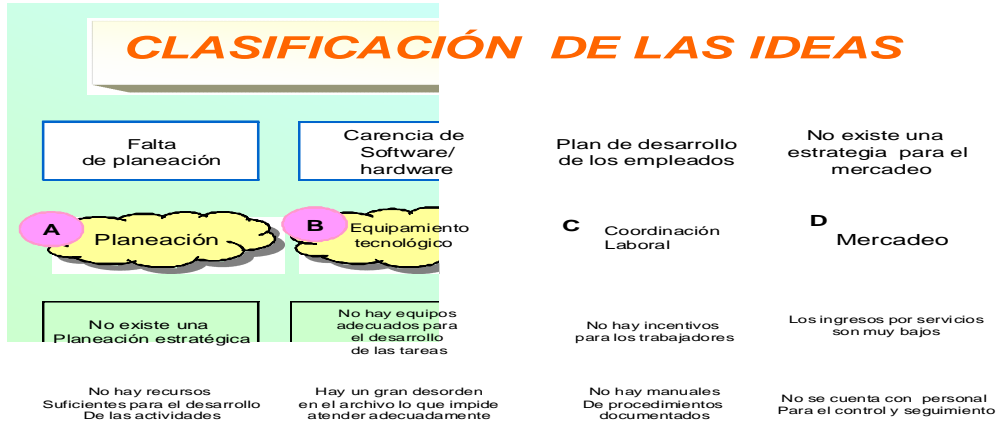 CLASIFICACIÓN DE LAS IDEAS
Falta
de planeación
Carencia de
Software/
hardware
Plan de desarrollo
de los empleados
No existe una
estrategia para el
mercadeo
A
Planeación
B
Equipamiento
tecnológico
C
Coordinación
Laboral
D
Mercadeo
No existe una
Planeación estratégica
No hay equipos
adecuados para
el desarrollo
de las tareas
No hay incentivos
para los trabajadores
Los ingresos por servicios
son muy bajos
No hay recursos
Suficientes para el desarrollo
De las actividades
Hay un gran desorden
en el archivo lo que impide
atender adecuadamente
No hay manuales
De procedimientos
documentados
No se cuenta con personal
Para el control y seguimiento